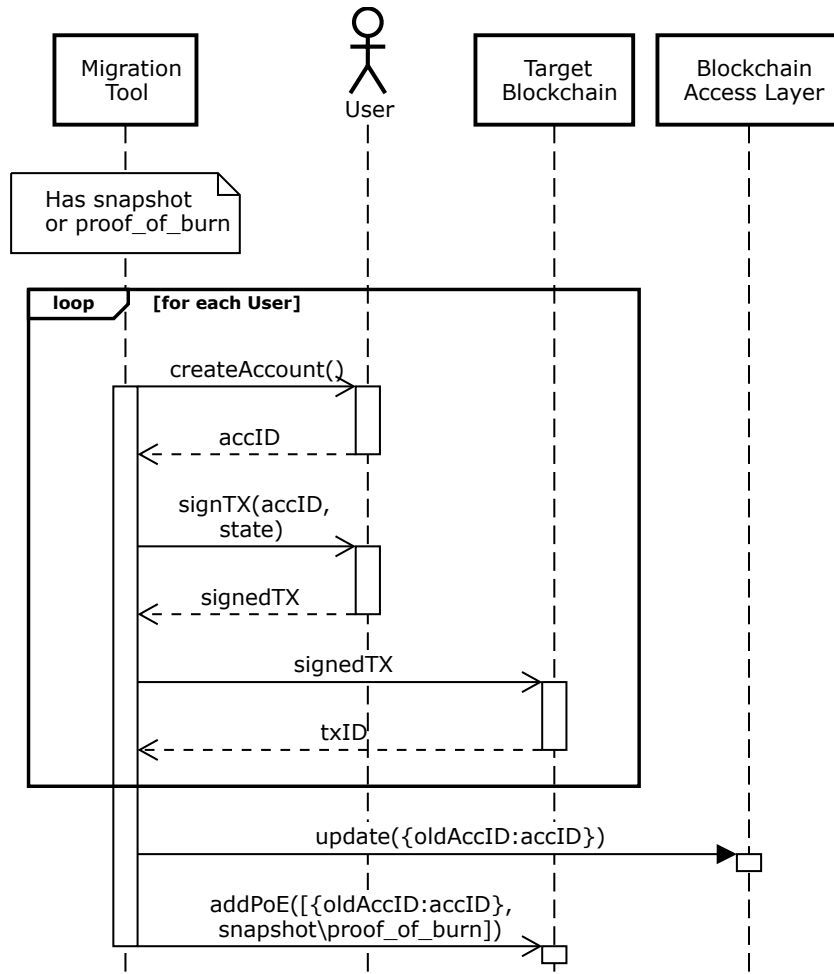 Migration
Tool
User
Target
Blockchain
Blockchain
Access Layer
Has snapshot
or proof_of_burn
loop
[for each User]
createAccount()
accID
signTX(accID,
state)
signedTX
signedTX
txID
update({oldAccID:accID})
addPoE([{oldAccID:accID},
snapshot\proof_of_burn])